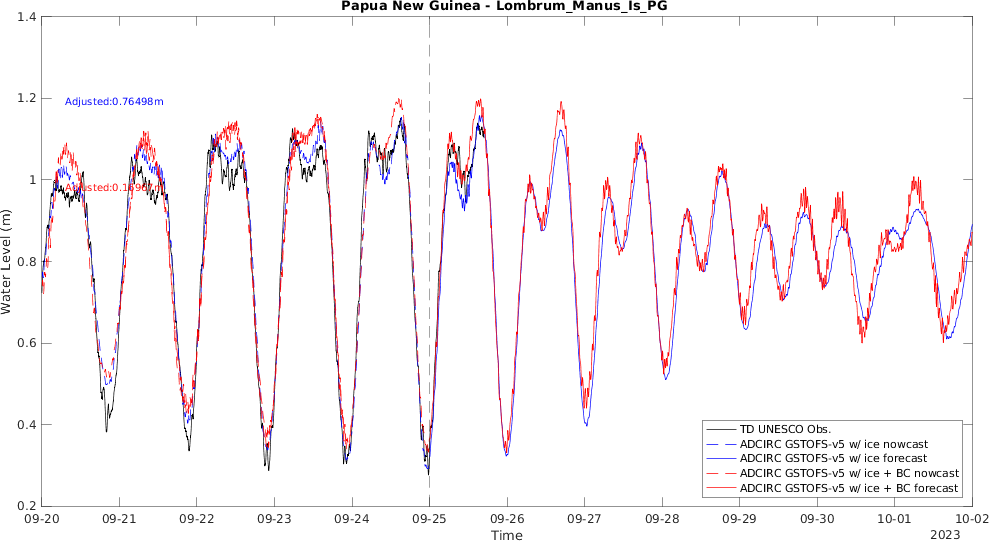 Papua New Guinea - Lombrum_Manus_Is_PG
1.4
1.2
1
0.8
0.6
0.4
0.2
Water Level (m)
Adjusted:0.76498m
09-20
09-21
09-22
09-23
09-24
09-25
09-26
09-27
09-28
09-29
09-30
10-01
10-02
Time
2023
TD UNESCO Obs.
ADCIRC GSTOFS-v5 w/ ice nowcast
ADCIRC GSTOFS-v5 w/ ice forecast
ADCIRC GSTOFS-v5 w/ ice + BC nowcast
ADCIRC GSTOFS-v5 w/ ice + BC forecast